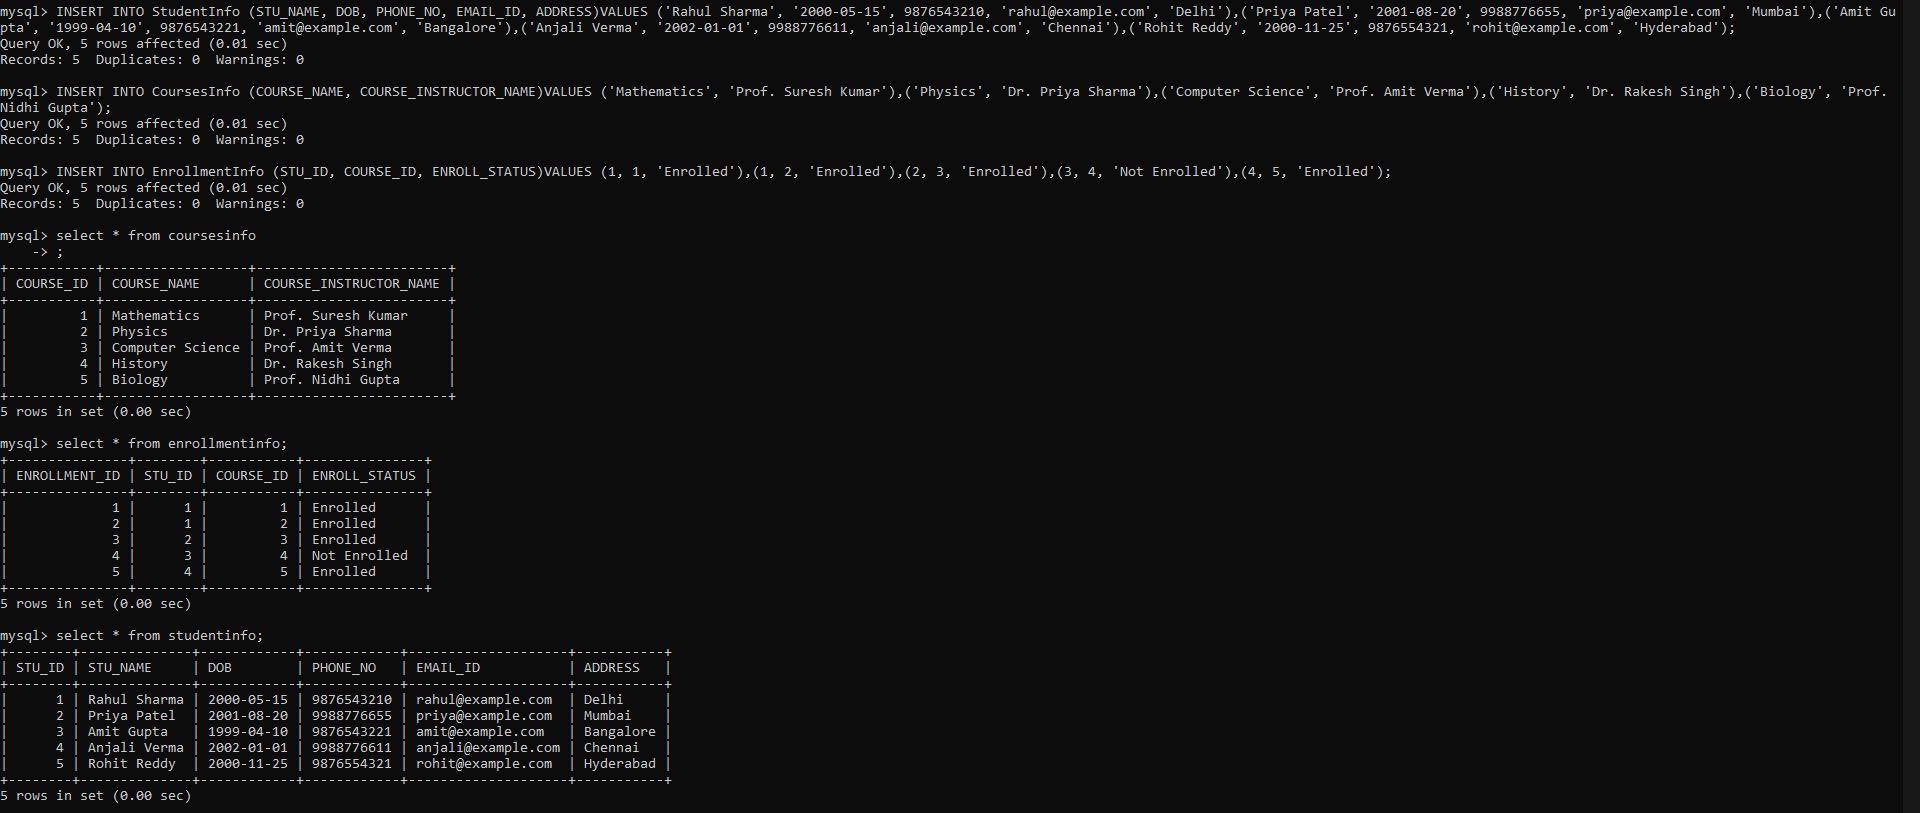 mysql> INSERT INTO StudentInfo (STU_NAME, DOB, PHONE_NO, EMAIL_ID, ADDRESS)VALUES ('Rahul Sharma', '2000-05-15', 9876543210, 'rahul@example.com', 'Delhi'),('Priya Patel', '2001-08-20', 9988776655, 'priya@example.com', 'Mumbai'),('Amit Gu
pta', '1999-04-10', 9876543221, 'amit@example.com', 'Bangalore'),('Anjali Verma', '2002-01-01', 9988776611, 'anjali@example.com', 'Chennai'),('Rohit Reddy', '2000-11-25', 9876554321, 'rohit@example.com', 'Hyderabad');
Query OK, 5 rows affected (0.01 sec)
Records: 5  Duplicates: 0  Warnings: 0

mysql> INSERT INTO CoursesInfo (COURSE_NAME, COURSE_INSTRUCTOR_NAME)VALUES ('Mathematics', 'Prof. Suresh Kumar'),('Physics', 'Dr. Priya Sharma'),('Computer Science', 'Prof. Amit Verma'),('History', 'Dr. Rakesh Singh'),('Biology', 'Prof.
Nidhi Gupta');
Query OK, 5 rows affected (0.01 sec)
Records: 5  Duplicates: 0  Warnings: 0

mysql> INSERT INTO EnrollmentInfo (STU_ID, COURSE_ID, ENROLL_STATUS)VALUES (1, 1, 'Enrolled'),(1, 2, 'Enrolled'),(2, 3, 'Enrolled'),(3, 4, 'Not Enrolled'),(4, 5, 'Enrolled');
Query OK, 5 rows affected (0.01 sec)
Records: 5  Duplicates: 0  Warnings: 0

mysql> select * from coursesinfo
    -> ;
+-----------+------------------+------------------------+
| COURSE_ID | COURSE_NAME      | COURSE_INSTRUCTOR_NAME |
+-----------+------------------+------------------------+
|         1 | Mathematics      | Prof. Suresh Kumar     |
|         2 | Physics          | Dr. Priya Sharma       |
|         3 | Computer Science | Prof. Amit Verma       |
|         4 | History          | Dr. Rakesh Singh       |
|         5 | Biology          | Prof. Nidhi Gupta      |
+-----------+------------------+------------------------+
5 rows in set (0.00 sec)

mysql> select * from enrollmentinfo;
+---------------+--------+-----------+---------------+
| ENROLLMENT_ID | STU_ID | COURSE_ID | ENROLL_STATUS |
+---------------+--------+-----------+---------------+
|             1 |      1 |         1 | Enrolled      |
|             2 |      1 |         2 | Enrolled      |
|             3 |      2 |         3 | Enrolled      |
|             4 |      3 |         4 | Not Enrolled  |
|             5 |      4 |         5 | Enrolled      |
+---------------+--------+-----------+---------------+
5 rows in set (0.00 sec)

mysql> select * from studentinfo;
+--------+--------------+------------+------------+--------------------+-----------+
| STU_ID | STU_NAME     | DOB        | PHONE_NO   | EMAIL_ID           | ADDRESS   |
+--------+--------------+------------+------------+--------------------+-----------+
|      1 | Rahul Sharma | 2000-05-15 | 9876543210 | rahul@example.com  | Delhi     |
|      2 | Priya Patel  | 2001-08-20 | 9988776655 | priya@example.com  | Mumbai    |
|      3 | Amit Gupta   | 1999-04-10 | 9876543221 | amit@example.com   | Bangalore |
|      4 | Anjali Verma | 2002-01-01 | 9988776611 | anjali@example.com | Chennai   |
|      5 | Rohit Reddy  | 2000-11-25 | 9876554321 | rohit@example.com  | Hyderabad |
+--------+--------------+------------+------------+--------------------+-----------+
5 rows in set (0.00 sec)